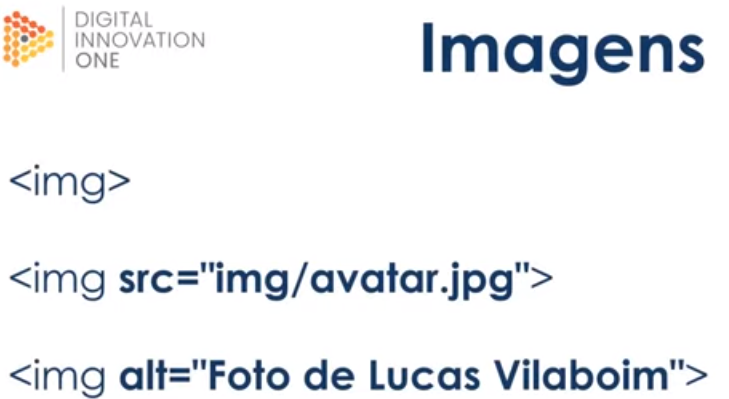 DIGITAL
INNOVATION
ONE
Imagens
<img>
<img src="img/avatar.jpg">
<img alt="Foto de Lucas Vilaboim">